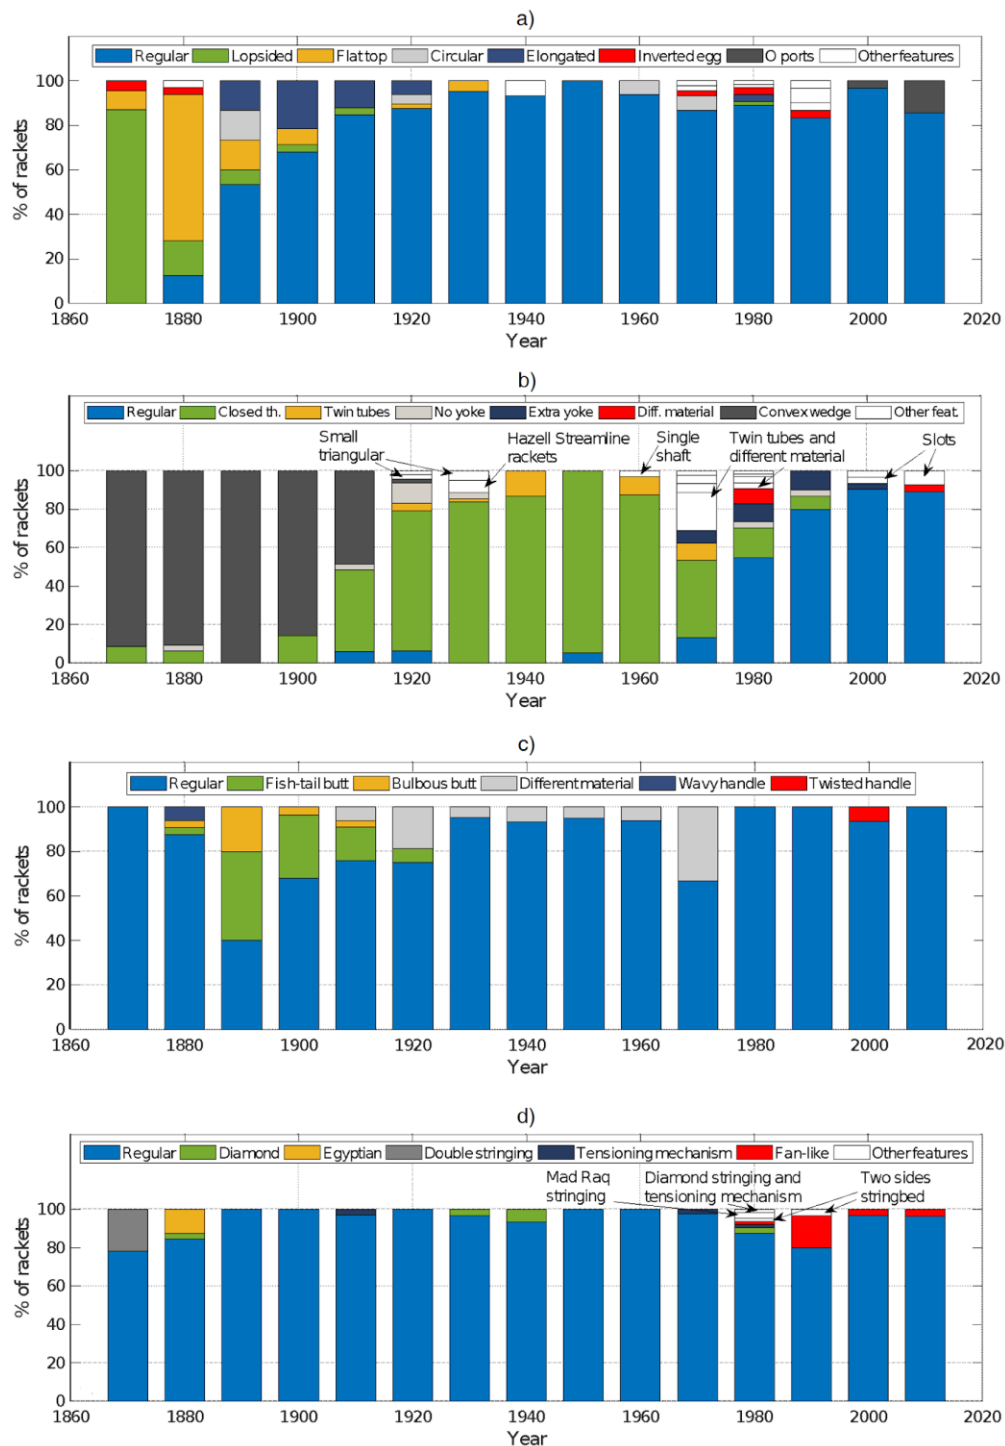 a)
Regular Lopsided Flat top Circular Elongated Inverted egg O ports Other features
100
80
60
40
20
0
% of rackets
1860 1880 1900 1920 1940 1960 1980 2000 2020
Year
b)
Regular Closed th. Twin tubes No yoke Extra yoke Diff. material Convex wedge Other feat.
Small
triangular
Hazell Streamline
rackets
Single
shaft
Twin tubes and
different material
Slots
100
80
60
40
20
0
% of rackets
1860 1880 1900 1920 1940 1960 1980 2000 2020
Year
c)
Regular Fish-tail butt Bulbous butt Different material Wavy handle Twisted handle
100
80
60
40
20
0
% of rackets
1860 1880 1900 1920 1940 1960 1980 2000 2020
Year
d)
Regular Diamond Egyptian Double stringing Tensioning mechanism Fan-like Other features
Mad Raq
stringing
Diamond stringing and
tensioning mechanism
Two sides
stringbed
100
80
60
40
20
0
% of rackets
1860 1880 1900 1920 1940 1960 1980 2000 2020
Year